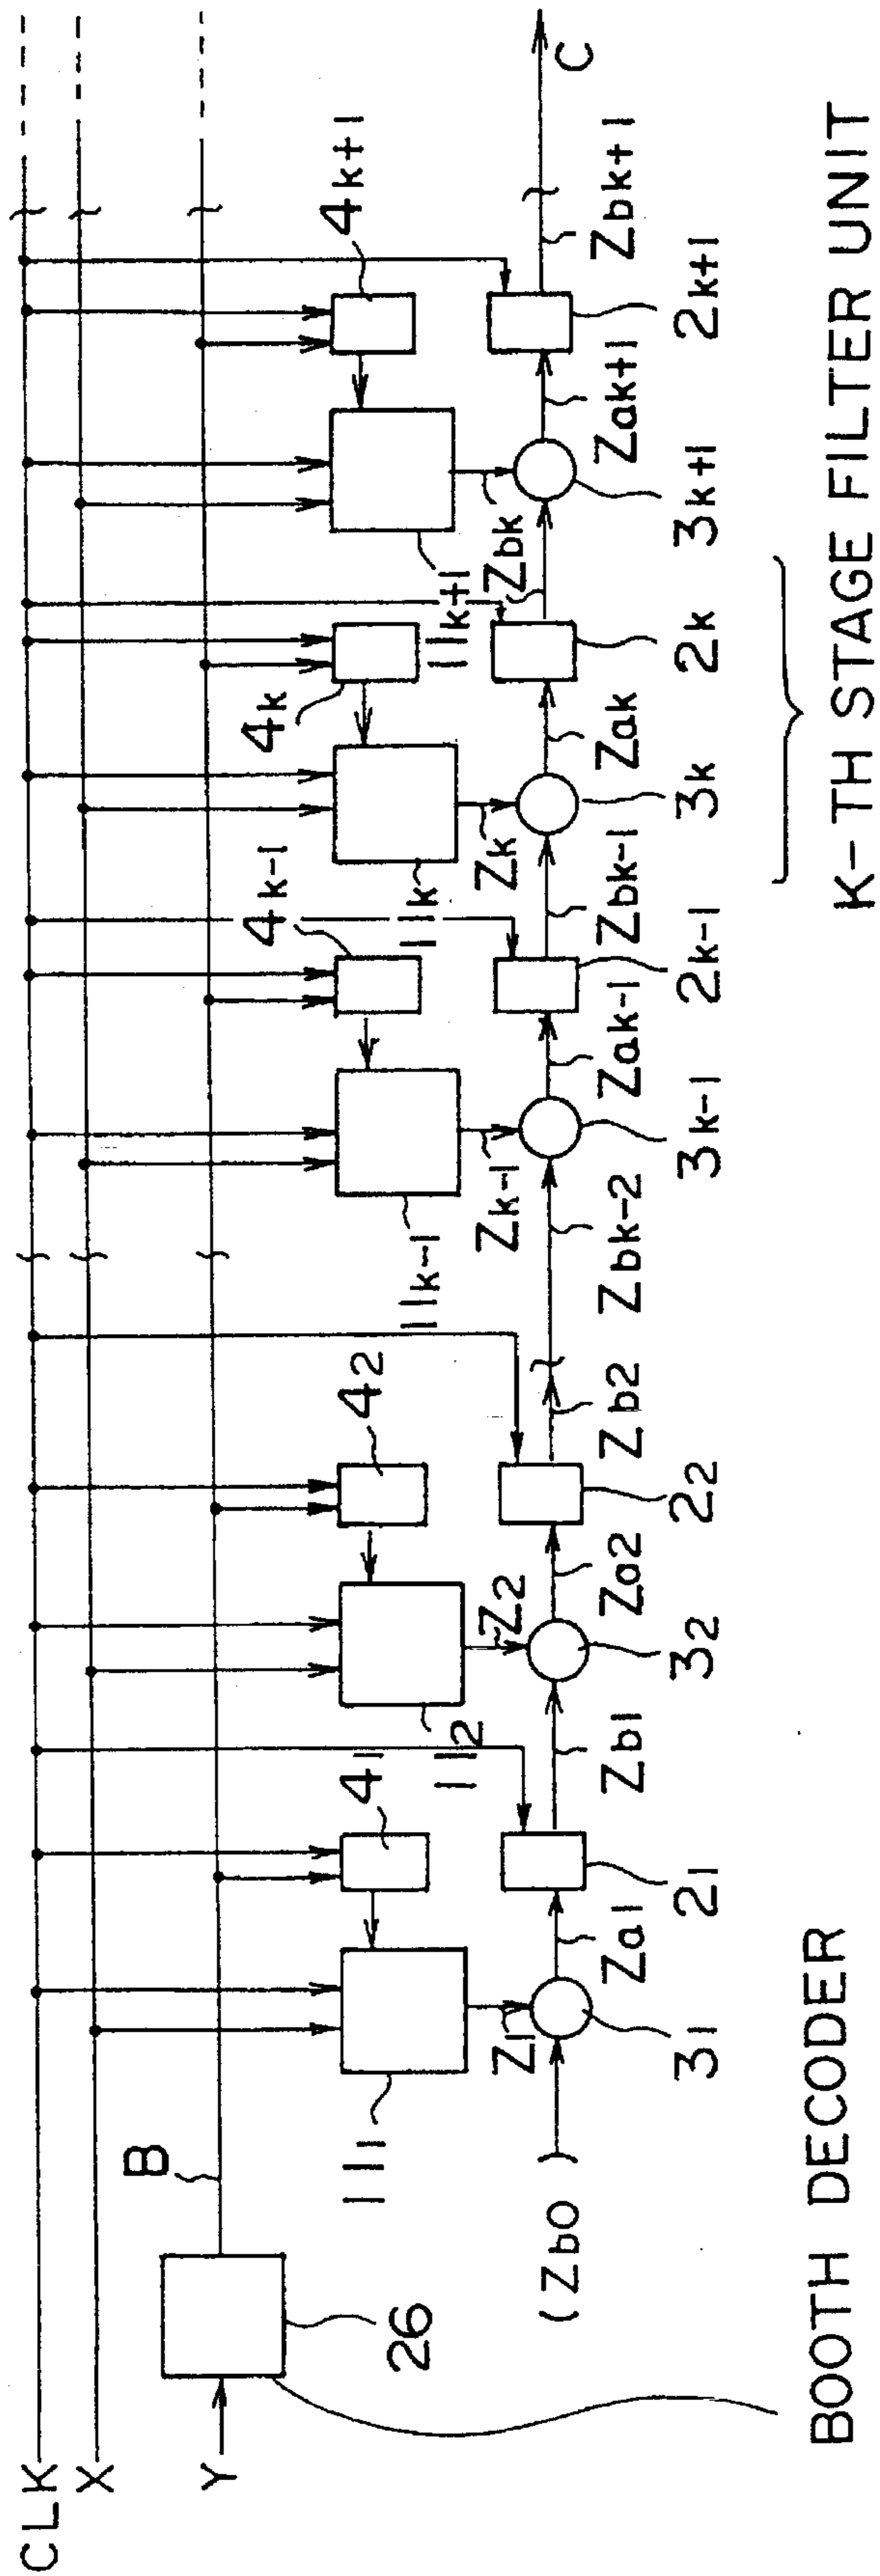 CLK
X
Y
B
26
BOOTH DECODER
(Zb0)
11₁
4₁
Z1
3₁
Za1
2₁
Zb1
11₂
4₂
Z2
3₂
Za2
2₂
Zb2
Zbk-2
11k-1
4k-1
Zk-1
3k-1
Zak-1
2k-1
Zbk-1
11k
4k
Zk
3k
Zak
2k
Zbk
11k+1
4k+1
3k+1
Zak+1
2k+1
Zbk+1
C
K-TH STAGE FILTER UNIT